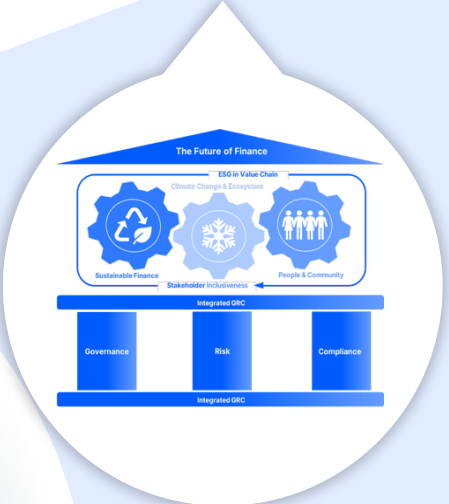 The Future of Finance
ESG in Value Chain
Climate Change & Ecosystem
Sustainable Finance
People & Community
Stakeholder Inclusiveness
Integrated GRC
Governance
Risk
Compliance
Integrated GRC